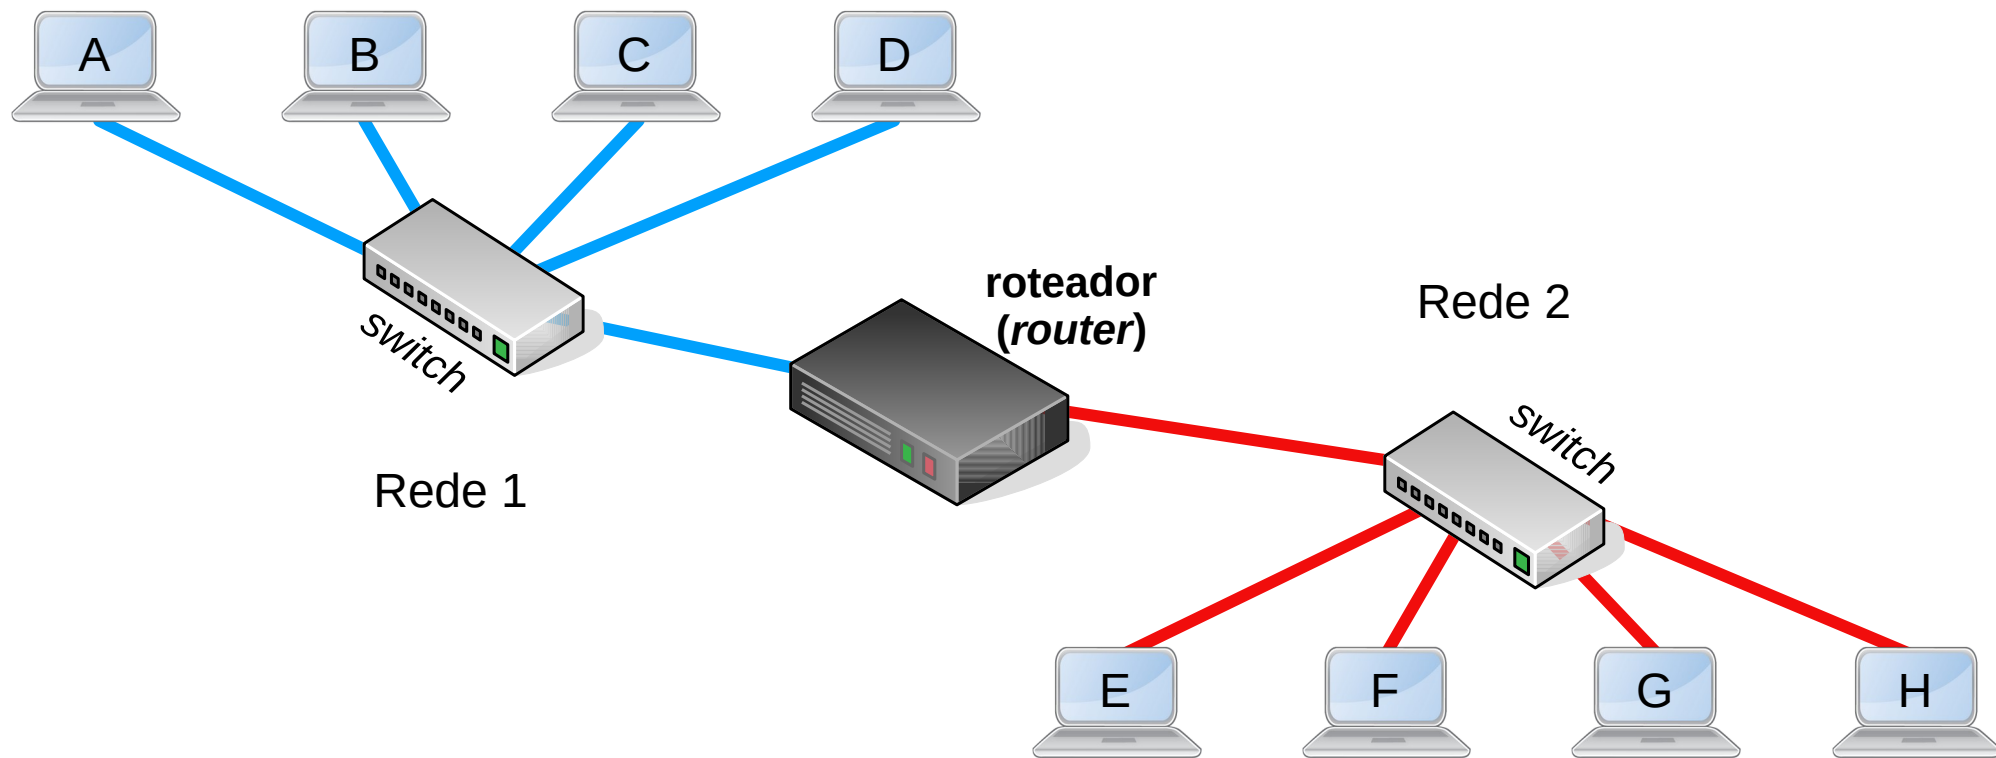 A
B
C
D
switch
roteador
(router)
Rede 2
Rede 1
switch
E
F
G
H